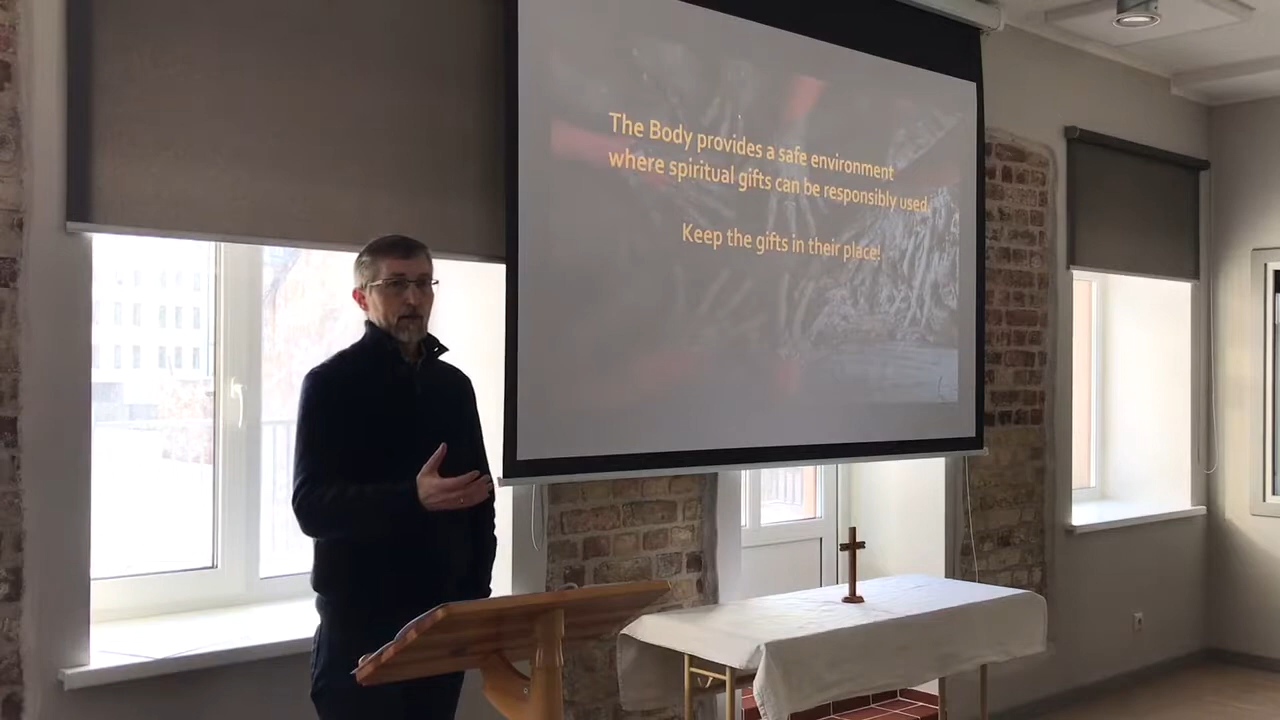 The Body provides a safe environment
where spiritual gifts can be responsibly used.
Keep the gifts in their place!